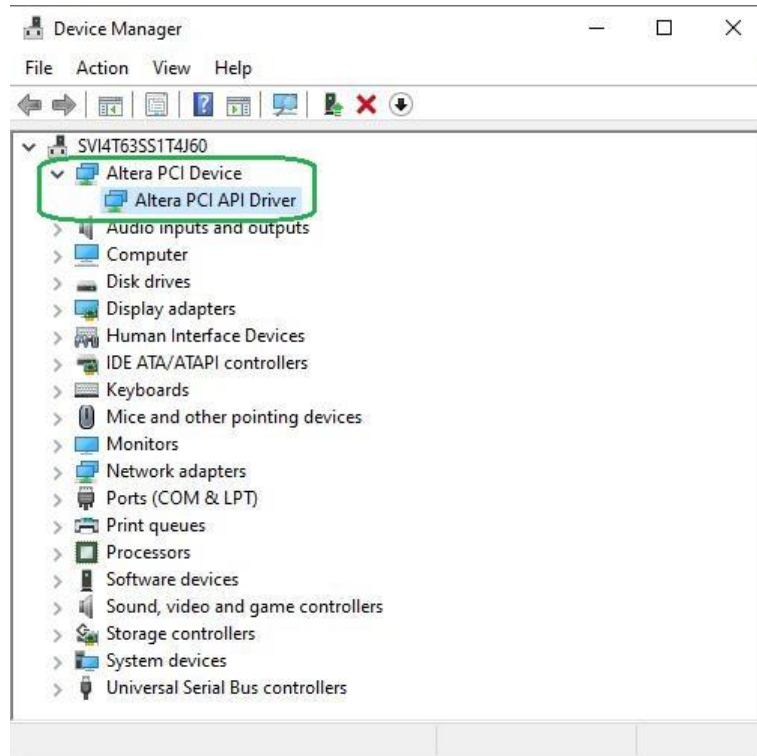 Device Manager
File Action View Help
SVI4T63SS1T4J60
Altera PCI Device
Altera PCI API Driver
Audio inputs and outputs
Computer
Disk drives
Display adapters
Human Interface Devices
IDE ATA/ATAPI controllers
Keyboards
Mice and other pointing devices
Monitors
Network adapters
Ports (COM & LPT)
Print queues
Processors
Software devices
Sound, video and game controllers
Storage controllers
System devices
Universal Serial Bus controllers